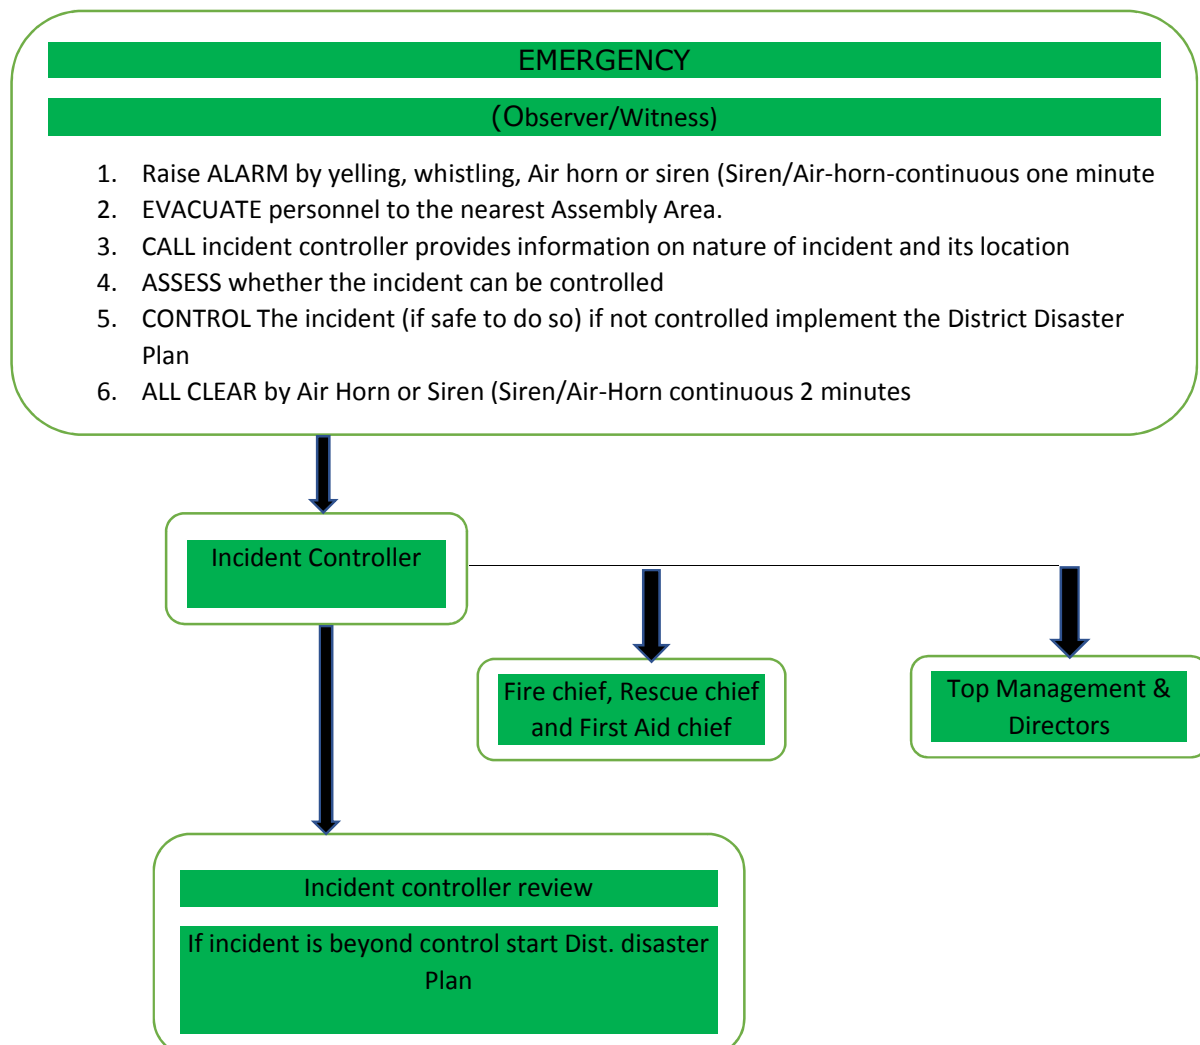 EMERGENCY
(Observer/Witness)
1. Raise ALARM by yelling, whistling, Air horn or siren (Siren/Air-horn-continuous one minute
2. EVACUATE personnel to the nearest Assembly Area.
3. CALL incident controller provides information on nature of incident and its location
4. ASSESS whether the incident can be controlled
5. CONTROL The incident (if safe to do so) if not controlled implement the District Disaster
Plan
6. ALL CLEAR by Air Horn or Siren (Siren/Air-Horn continuous 2 minutes
Incident Controller
Fire chief, Rescue chief
and First Aid chief
Top Management &
Directors
Incident controller review
If incident is beyond control start Dist. disaster
Plan